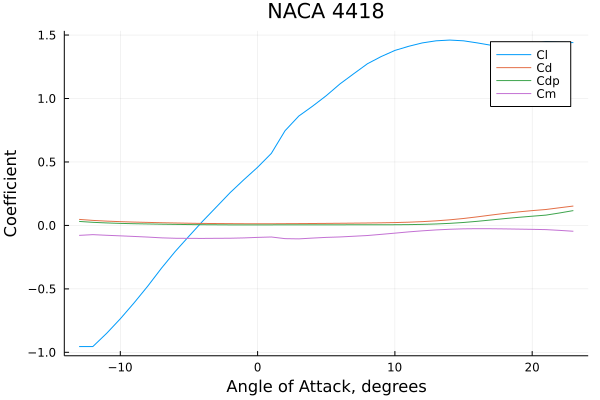 NACA 4418
1.5
1.0
0.5
0.0
−0.5
−1.0
Coefficient
Cl
Cd
Cdp
Cm
−10 0 10 20
Angle of Attack, degrees